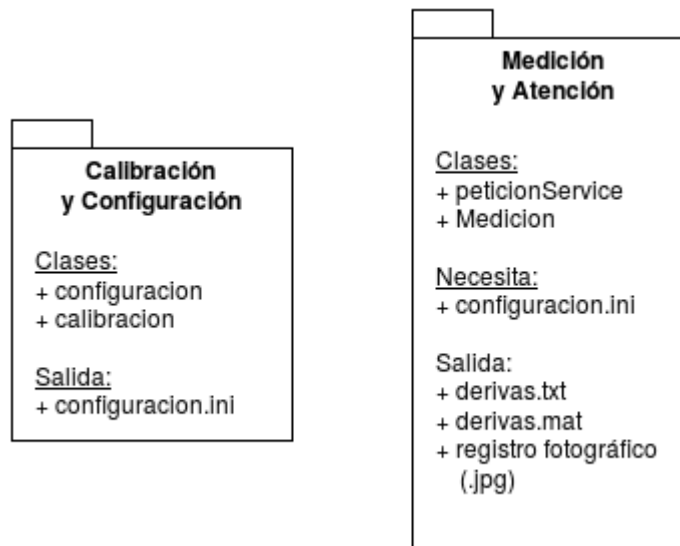 Calibración
y Configuración
Clases:
+ configuracion
+ calibracion
Salida:
+ configuracion.ini
Medición
y Atención
Clases:
+ peticionService
+ Medicion
Necesita:
+ configuracion.ini
Salida:
+ derivas.txt
+ derivas.mat
+ registro fotográfico
(.jpg)